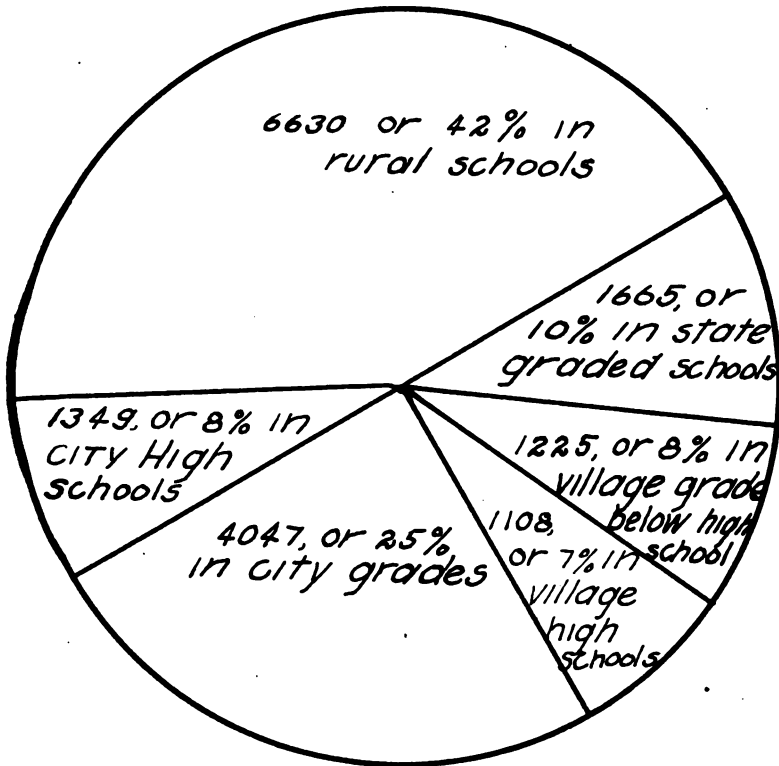 6630 or 42% in
rural schools
1665, or
10% in state
graded schools
1225, or 8% in
village grade
below high
school
1108,
or 7% in
village
high
schools
4047, or 25%
in city grades
1349, or 8% in
CITY High
schools